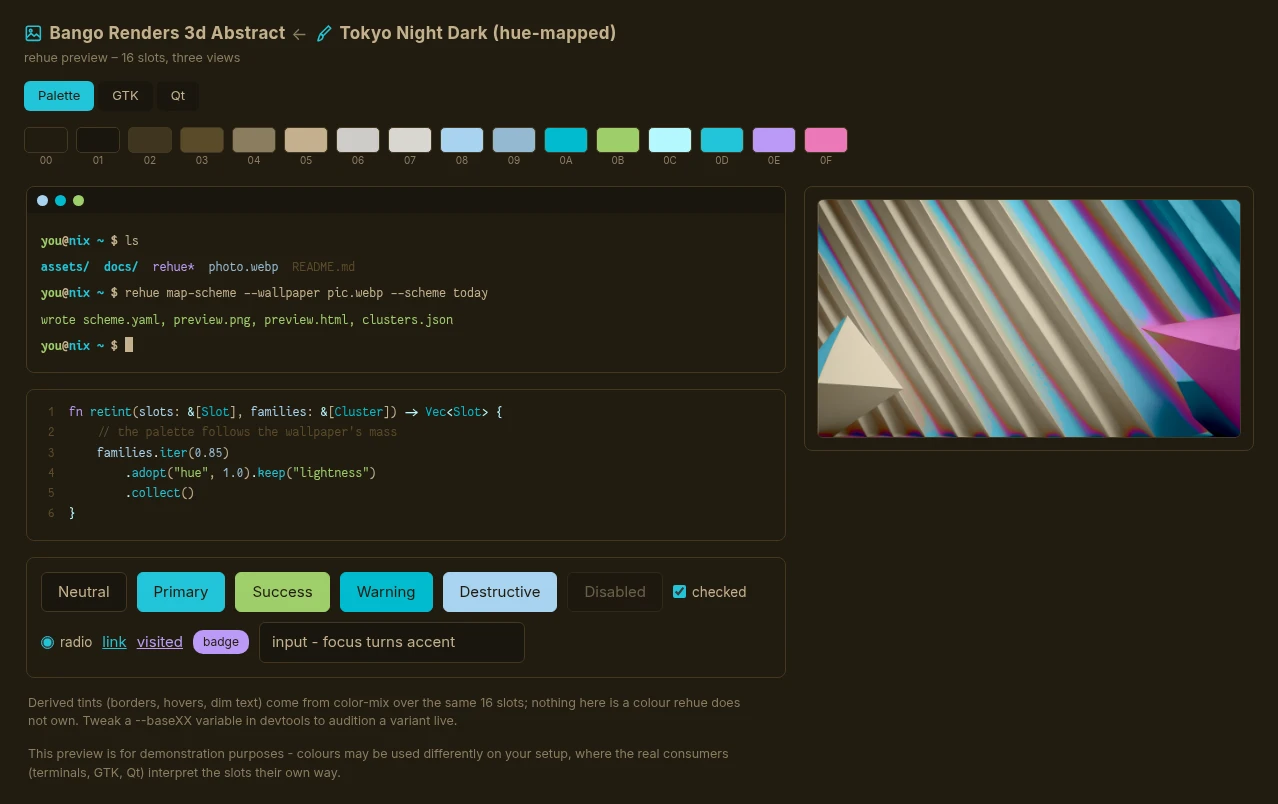 Bango Renders 3d Abstract ← Tokyo Night Dark (hue-mapped)
rehue preview – 16 slots, three views
Palette GTK Qt
00 01 02 03 04 05 06 07 08 09 0A 0B 0C 0D 0E 0F
you@nix ~ $ ls
assets/ docs/ rehue* photo.webp README.md
you@nix ~ $ rehue map-scheme --wallpaper pic.webp --scheme today
wrote scheme.yaml, preview.png, preview.html, clusters.json
you@nix ~ $
1 fn retint(slots: &[Slot], families: &[Cluster]) → Vec<Slot> {
2 // the palette follows the wallpaper's mass
3 families.iter(0.85)
4 .adopt("hue", 1.0).keep("lightness")
5 .collect()
6 }
Neutral Primary Success Warning Destructive Disabled checked
radio link visited badge input - focus turns accent
Derived tints (borders, hovers, dim text) come from color-mix over the same 16 slots; nothing here is a colour rehue does
not own. Tweak a --baseXX variable in devtools to audition a variant live.
This preview is for demonstration purposes - colours may be used differently on your setup, where the real consumers
(terminals, GTK, Qt) interpret the slots their own way.